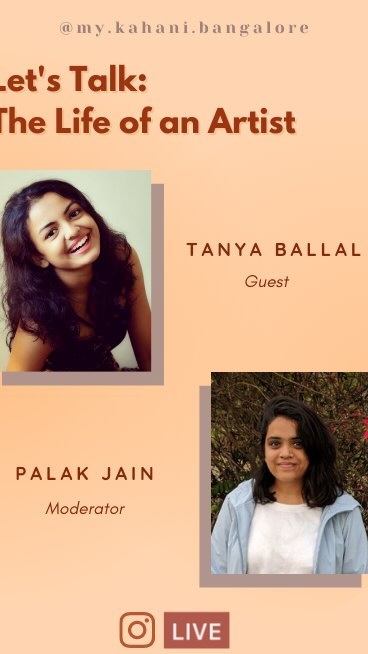 @my.kahani.bangalore
Let's Talk:
The Life of an Artist
TANYA BALLAL
Guest
PALAK JAIN
Moderator
LIVE